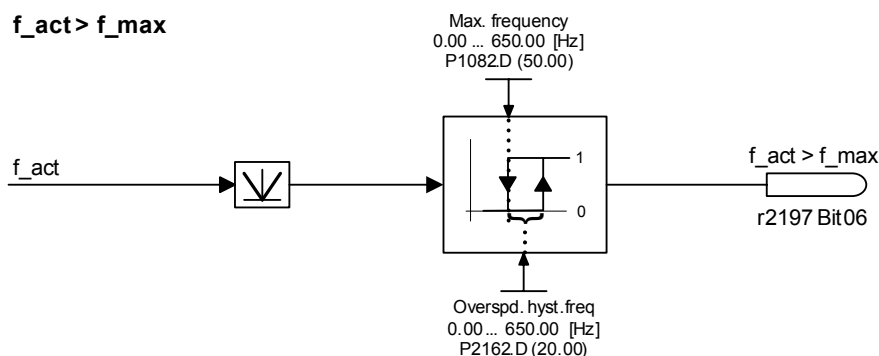 f_act > f_max
Max. frequency
0.00 ... 650.00 [Hz]
P1082.D (50.00)
f_act
1
0
f_act > f_max
r2197 Bit06
Overspd. hyst.freq
0.00 ... 650.00 [Hz]
P2162.D (20.00)